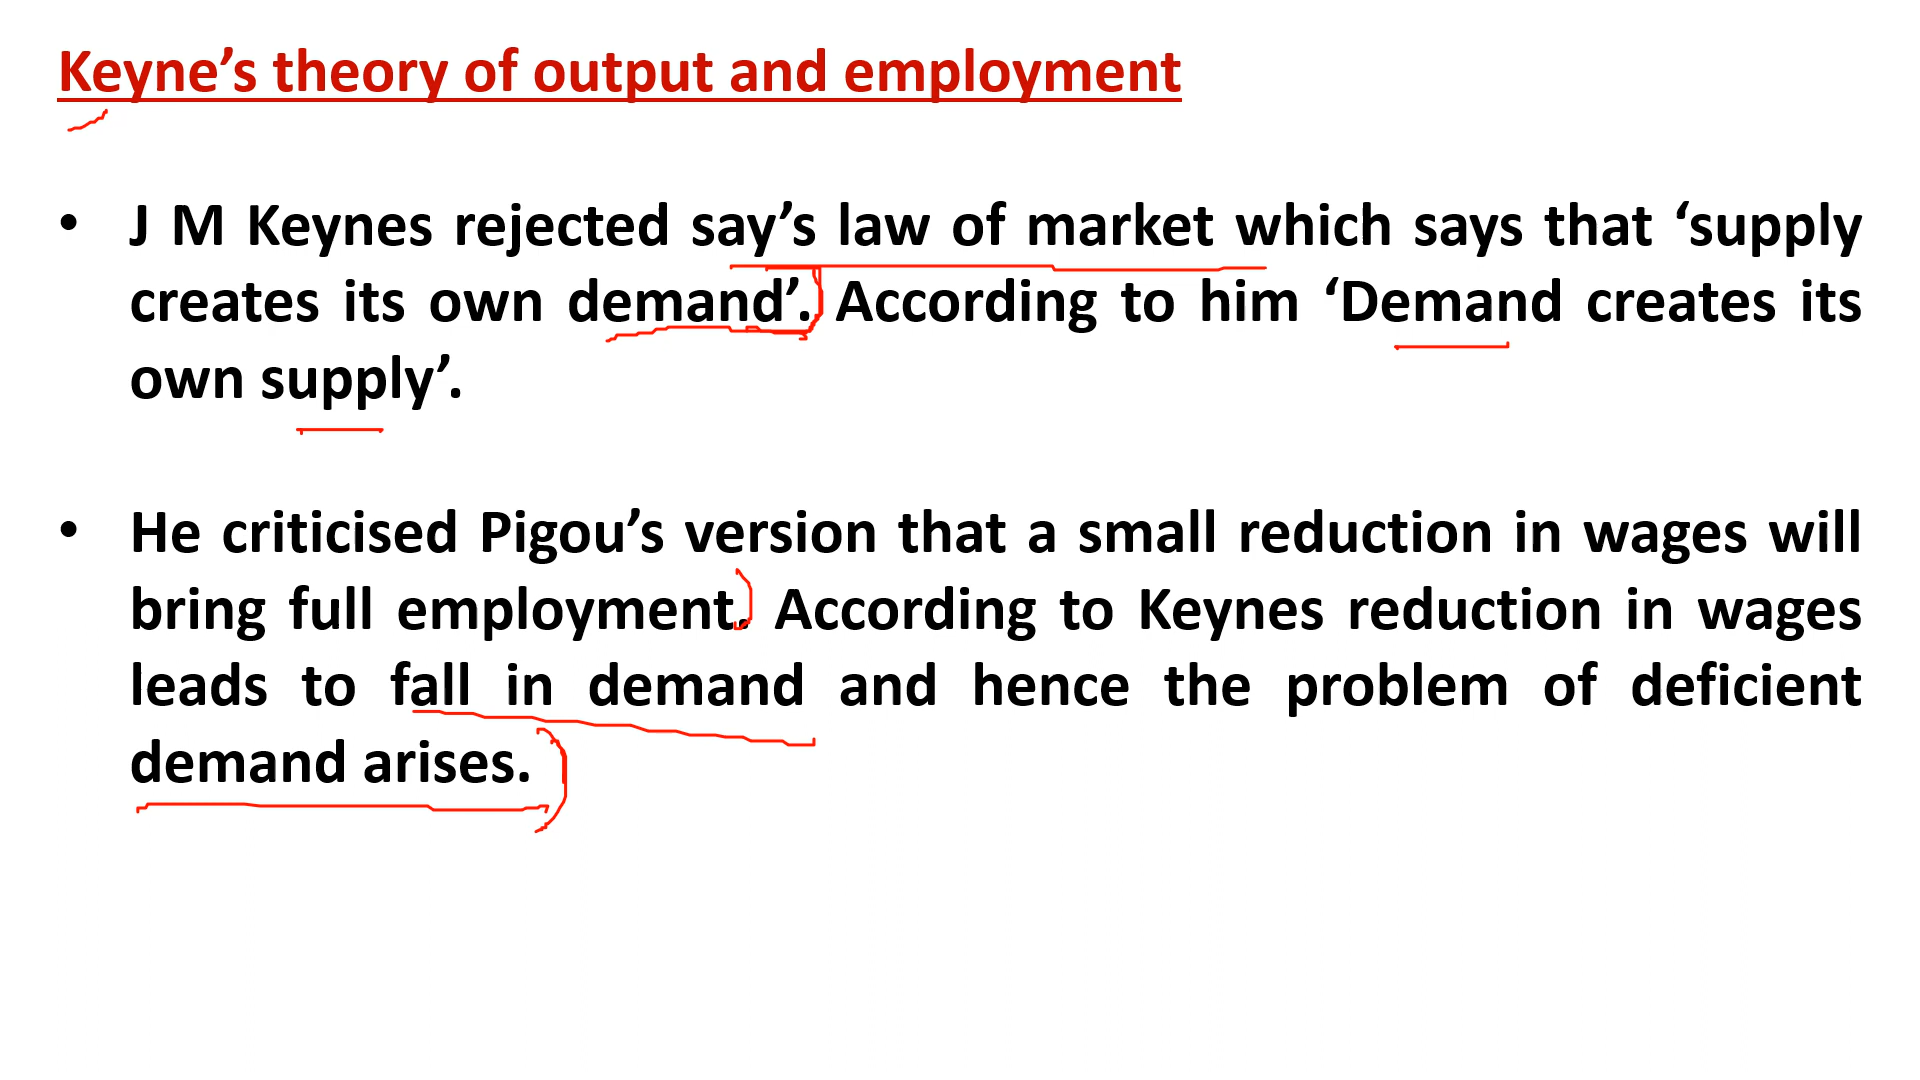 Keyne’s theory of output and employment
• J M Keynes rejected say’s law of market which says that ‘supply
creates its own demand’. According to him ‘Demand creates its
own supply’.
• He criticised Pigou’s version that a small reduction in wages will
bring full employment. According to Keynes reduction in wages
leads to fall in demand and hence the problem of deficient
demand arises.